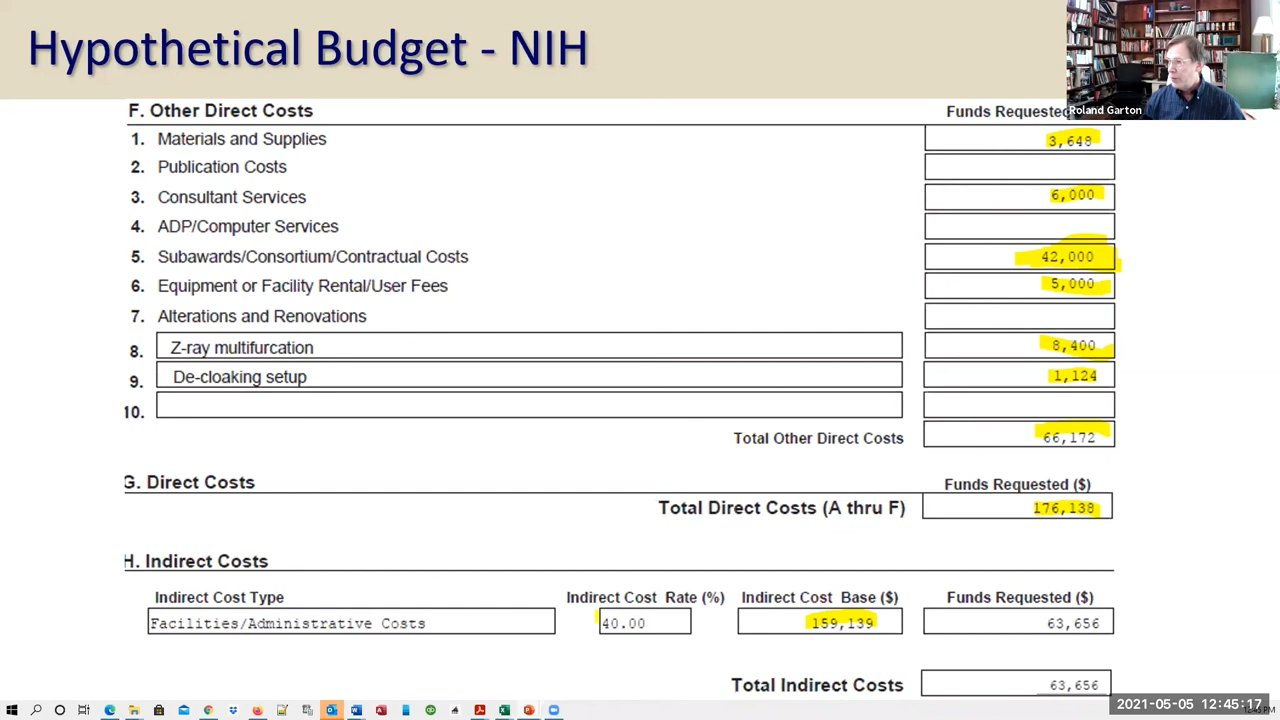 Hypothetical Budget - NIH
Roland Garton
F. Other Direct Costs Funds Requested
1. Materials and Supplies 3,648
2. Publication Costs
3. Consultant Services 6,000
4. ADP/Computer Services
5. Subawards/Consortium/Contractual Costs 42,000
6. Equipment or Facility Rental/User Fees 5,000
7. Alterations and Renovations
8. Z-ray multifurcation 8,400
9. De-cloaking setup 1,124
10.
Total Other Direct Costs 66,172
G. Direct Costs Funds Requested ($)
Total Direct Costs (A thru F) 176,138
H. Indirect Costs
Indirect Cost Type Indirect Cost Rate (%) Indirect Cost Base ($) Funds Requested ($)
Facilities/Administrative Costs 40.00 159,139 63,656
Total Indirect Costs 63,656
2021-05-05 12:45:17